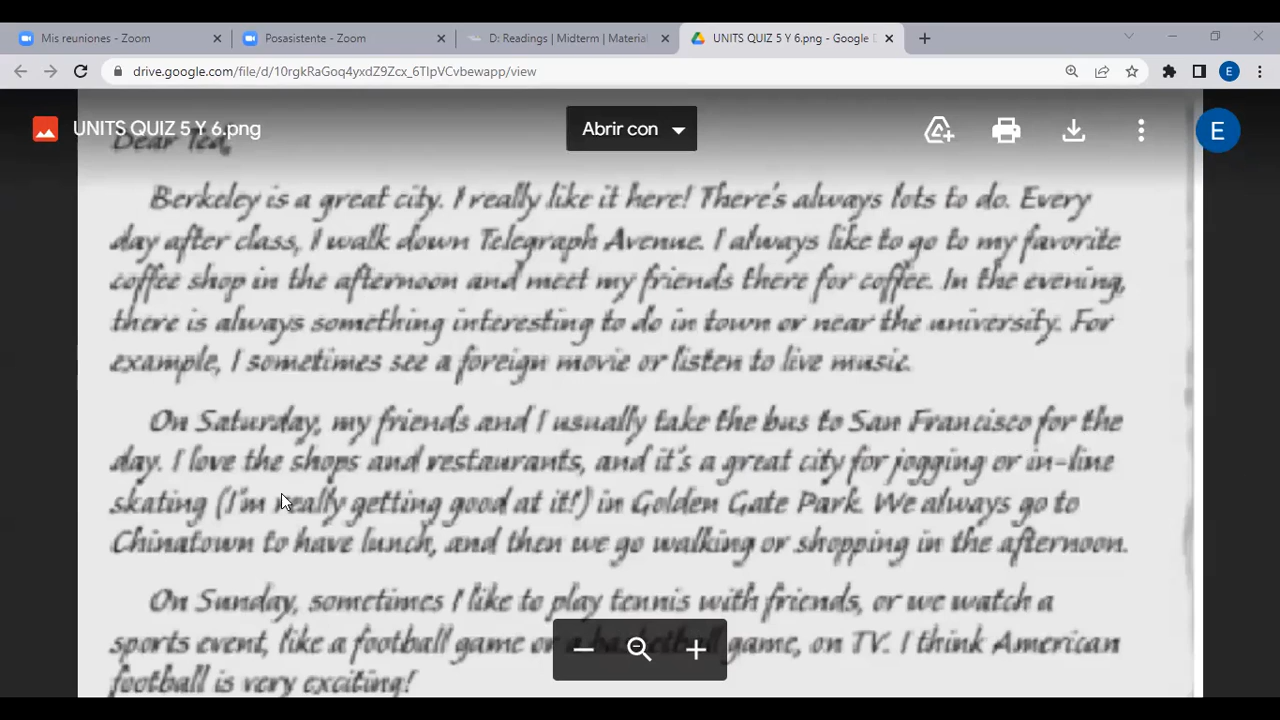 Mis reuniones - Zoom
Posasistente - Zoom
D: Readings | Midterm | Material
UNITS QUIZ 5 Y 6.png - Google
drive.google.com/file/d/10rgkRaGoq4yxdZ9Zcx_6TIpVCvbewapp/view
E
UNITS QUIZ 5 Y 6.png
Abrir con
E
Dear Ted,
Berkeley is a great city. I really like it here! There's always lots to do. Every
day after class, I walk down Telegraph Avenue. I always like to go to my favorite
coffee shop in the afternoon and meet my friends there for coffee. In the evening,
there is always something interesting to do in town or near the university. For
example, I sometimes see a foreign movie or listen to live music.
On Saturday, my friends and I usually take the bus to San Francisco for the
day. I love the shops and restaurants, and it's a great city for jogging or in-line
skating (I'm really getting good at it!) in Golden Gate Park. We always go to
Chinatown to have lunch, and then we go walking or shopping in the afternoon.
On Sunday, sometimes I like to play tennis with friends, or we watch a
sports event, like a football game or a basketball game, on TV. I think American
football is very exciting!